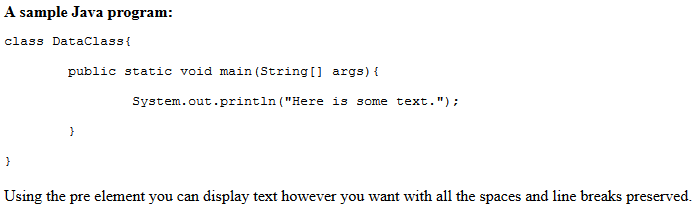 A sample Java program:
class DataClass{
public static void main(String[] args){
System.out.println("Here is some text.");
}
}
Using the pre element you can display text however you want with all the spaces and line breaks preserved.